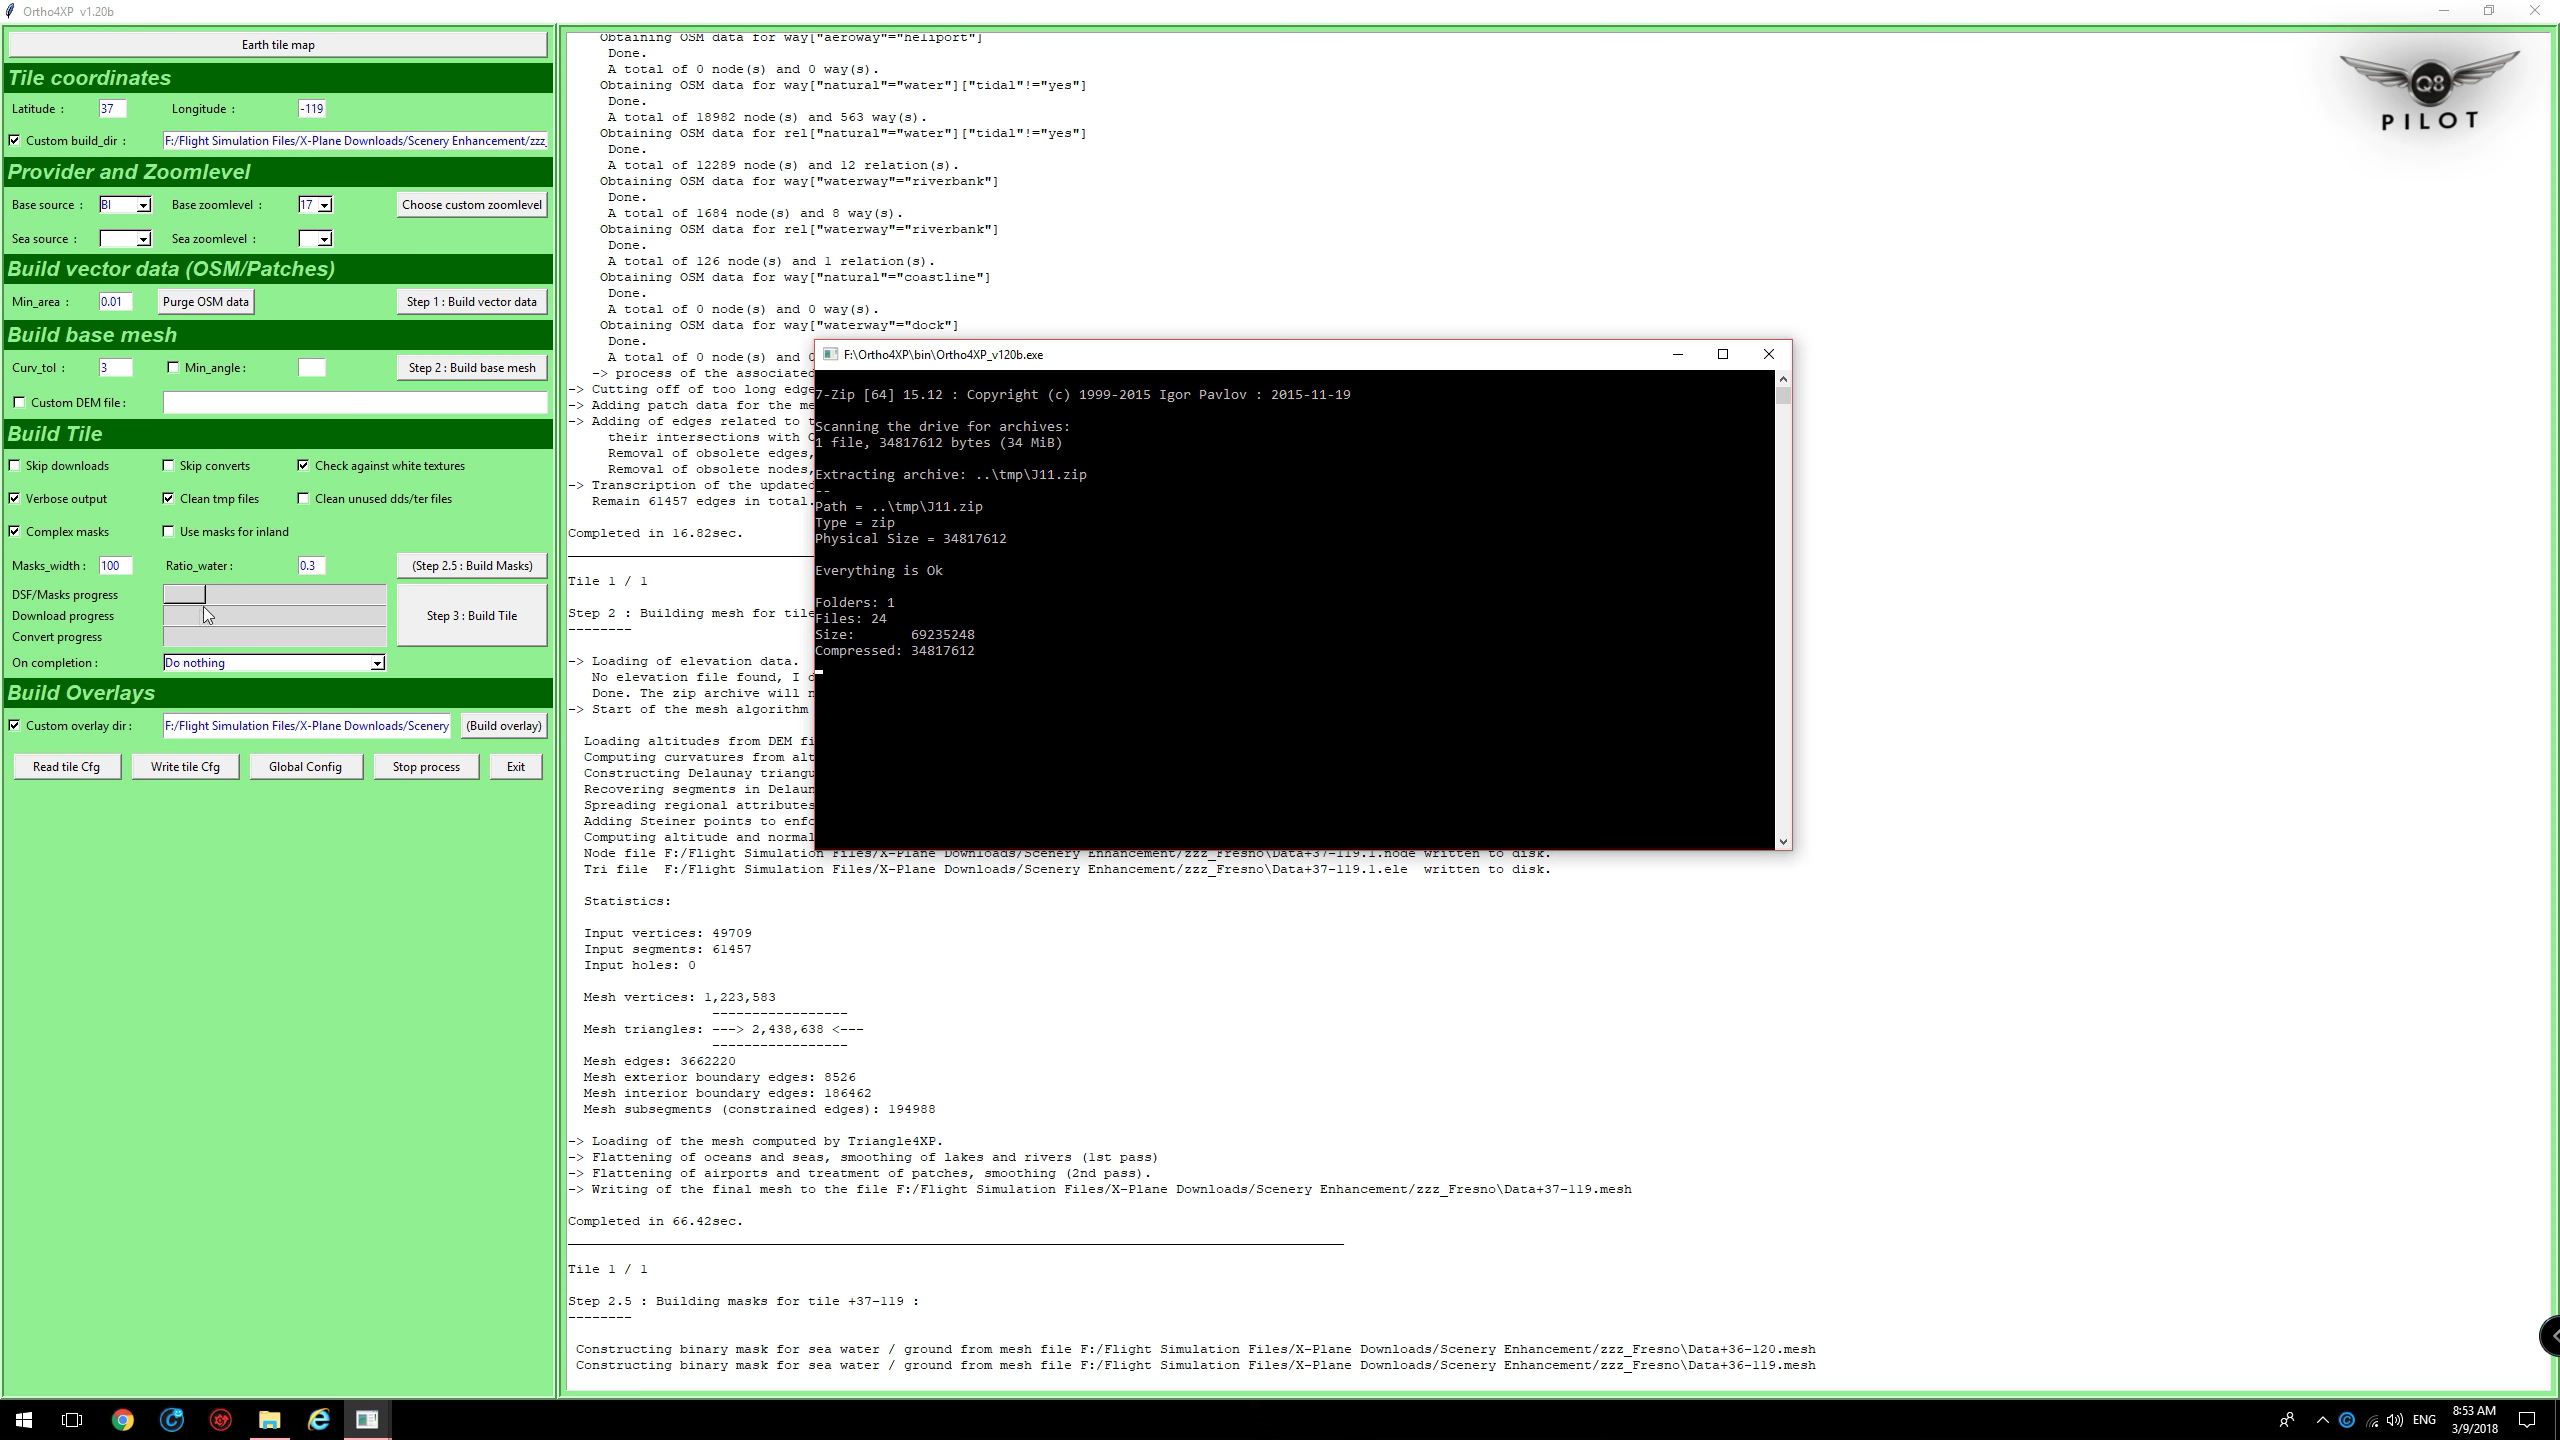 Ortho4XP v1.20b
Earth tile map
Tile coordinates
Latitude : 37 Longitude : -119
Custom build_dir : F:/Flight Simulation Files/X-Plane Downloads/Scenery Enhancement/zzz_
Provider and Zoomlevel
Base source : BI Base zoomlevel : 17 Choose custom zoomlevel
Sea source : Sea zoomlevel :
Build vector data (OSM/Patches)
Min_area : 0.01 Purge OSM data Step 1 : Build vector data
Build base mesh
Curv_tol : 3 Min_angle : Step 2 : Build base mesh
Custom DEM file :
Build Tile
Skip downloads Skip converts Check against white textures
Verbose output Clean tmp files Clean unused dds/ter files
Complex masks Use masks for inland
Masks_width : 100 Ratio_water : 0.3 (Step 2.5 : Build Masks)
DSF/Masks progress
Download progress Step 3 : Build Tile
Convert progress
On completion : Do nothing
Build Overlays
Custom overlay dir : F:/Flight Simulation Files/X-Plane Downloads/Scenery (Build overlay)
Read tile Cfg Write tile Cfg Global Config Stop process Exit
Obtaining OSM data for way["aeroway"="heliport"]
Done.
A total of 0 node(s) and 0 way(s).
Obtaining OSM data for way["natural"="water"]["tidal"!="yes"]
Done.
A total of 18982 node(s) and 563 way(s).
Obtaining OSM data for rel["natural"="water"]["tidal"!="yes"]
Done.
A total of 12289 node(s) and 12 relation(s).
Obtaining OSM data for way["waterway"="riverbank"]
Done.
A total of 1684 node(s) and 8 way(s).
Obtaining OSM data for rel["waterway"="riverbank"]
Done.
A total of 126 node(s) and 1 relation(s).
Obtaining OSM data for way["natural"="coastline"]
Done.
A total of 0 node(s) and 0 way(s).
Obtaining OSM data for way["waterway"="dock"]
Done.
A total of 0 node(s) and
-> process of the associated
-> Cutting off of too long edge
-> Adding patch data for the me
-> Adding of edges related to t
their intersections with
Removal of obsolete edges,
Removal of obsolete nodes,
-> Transcription of the updated
Remain 61457 edges in total.
Completed in 16.82sec.
Tile 1 / 1
Step 2 : Building mesh for tile
--------
-> Loading of elevation data.
No elevation file found, I
Done. The zip archive will
-> Start of the mesh algorithm
Loading altitudes from DEM fi
Computing curvatures from alt
Constructing Delaunay triangu
Recovering segments in Delaun
Spreading regional attributes
Adding Steiner points to enfo
Computing altitude and normal
Node file F:/Flight Simulation Files/X-Plane Downloads/Scenery Enhancement/zzz_Fresno\Data+37-119.1.node written to disk.
Tri file F:/Flight Simulation Files/X-Plane Downloads/Scenery Enhancement/zzz_Fresno\Data+37-119.1.ele written to disk.
Statistics:
Input vertices: 49709
Input segments: 61457
Input holes: 0
Mesh vertices: 1,223,583
-----------------
Mesh triangles: ---> 2,438,638 <---
-----------------
Mesh edges: 3662220
Mesh exterior boundary edges: 8526
Mesh interior boundary edges: 186462
Mesh subsegments (constrained edges): 194988
-> Loading of the mesh computed by Triangle4XP.
-> Flattening of oceans and seas, smoothing of lakes and rivers (1st pass)
-> Flattening of airports and treatment of patches, smoothing (2nd pass).
-> Writing of the final mesh to the file F:/Flight Simulation Files/X-Plane Downloads/Scenery Enhancement/zzz_Fresno\Data+37-119.mesh
Completed in 66.42sec.
Tile 1 / 1
Step 2.5 : Building masks for tile +37-119 :
--------
Constructing binary mask for sea water / ground from mesh file F:/Flight Simulation Files/X-Plane Downloads/Scenery Enhancement/zzz_Fresno\Data+36-120.mesh
Constructing binary mask for sea water / ground from mesh file F:/Flight Simulation Files/X-Plane Downloads/Scenery Enhancement/zzz_Fresno\Data+36-119.mesh
F:\Ortho4XP\bin\Ortho4XP_v120b.exe
7-Zip [64] 15.12 : Copyright (c) 1999-2015 Igor Pavlov : 2015-11-19
Scanning the drive for archives:
1 file, 34817612 bytes (34 MiB)
Extracting archive: ..\tmp\J11.zip
--
Path = ..\tmp\J11.zip
Type = zip
Physical Size = 34817612
Everything is Ok
Folders: 1
Files: 24
Size: 69235248
Compressed: 34817612
Q8
PILOT
ENG
8:53 AM
3/9/2018